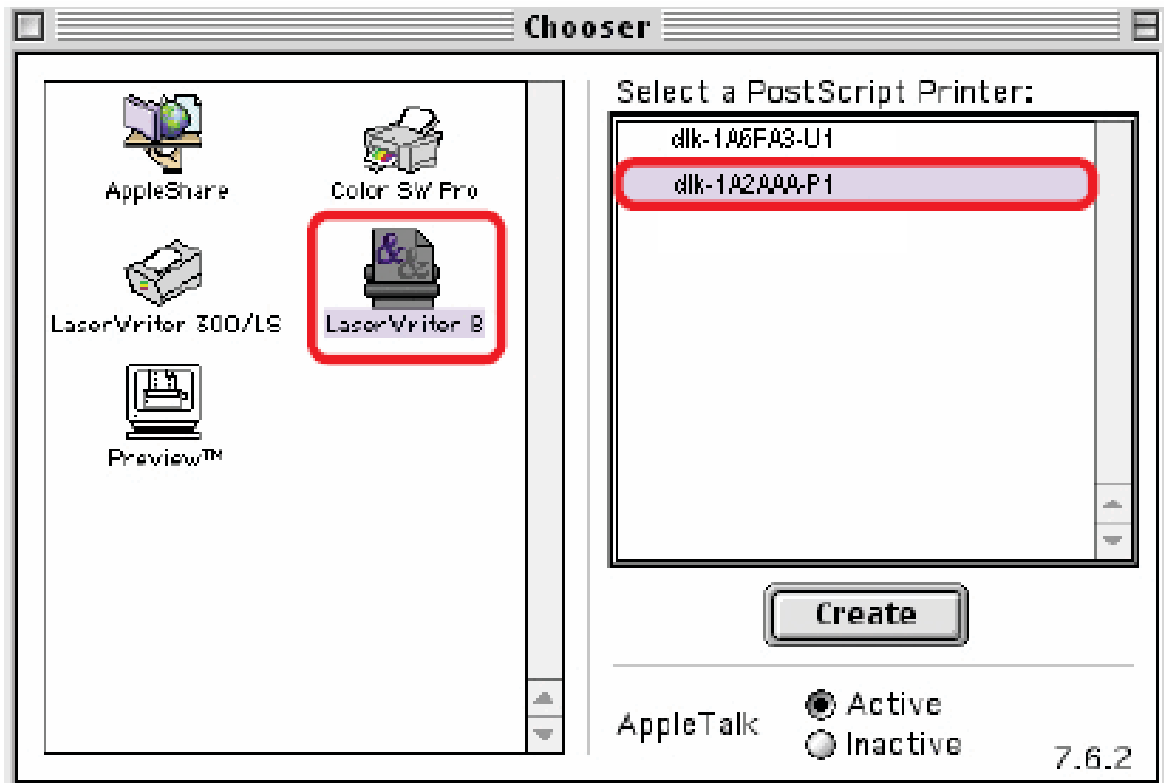 Chooser
AppleShare
Color SW Pro
LaserWriter 300/LS
LaserWriter 8
Preview™
Select a PostScript Printer:
dlk-1A6FA3-U1
dlk-1A2AAA-P1
Create
AppleTalk
Active
Inactive
7.6.2